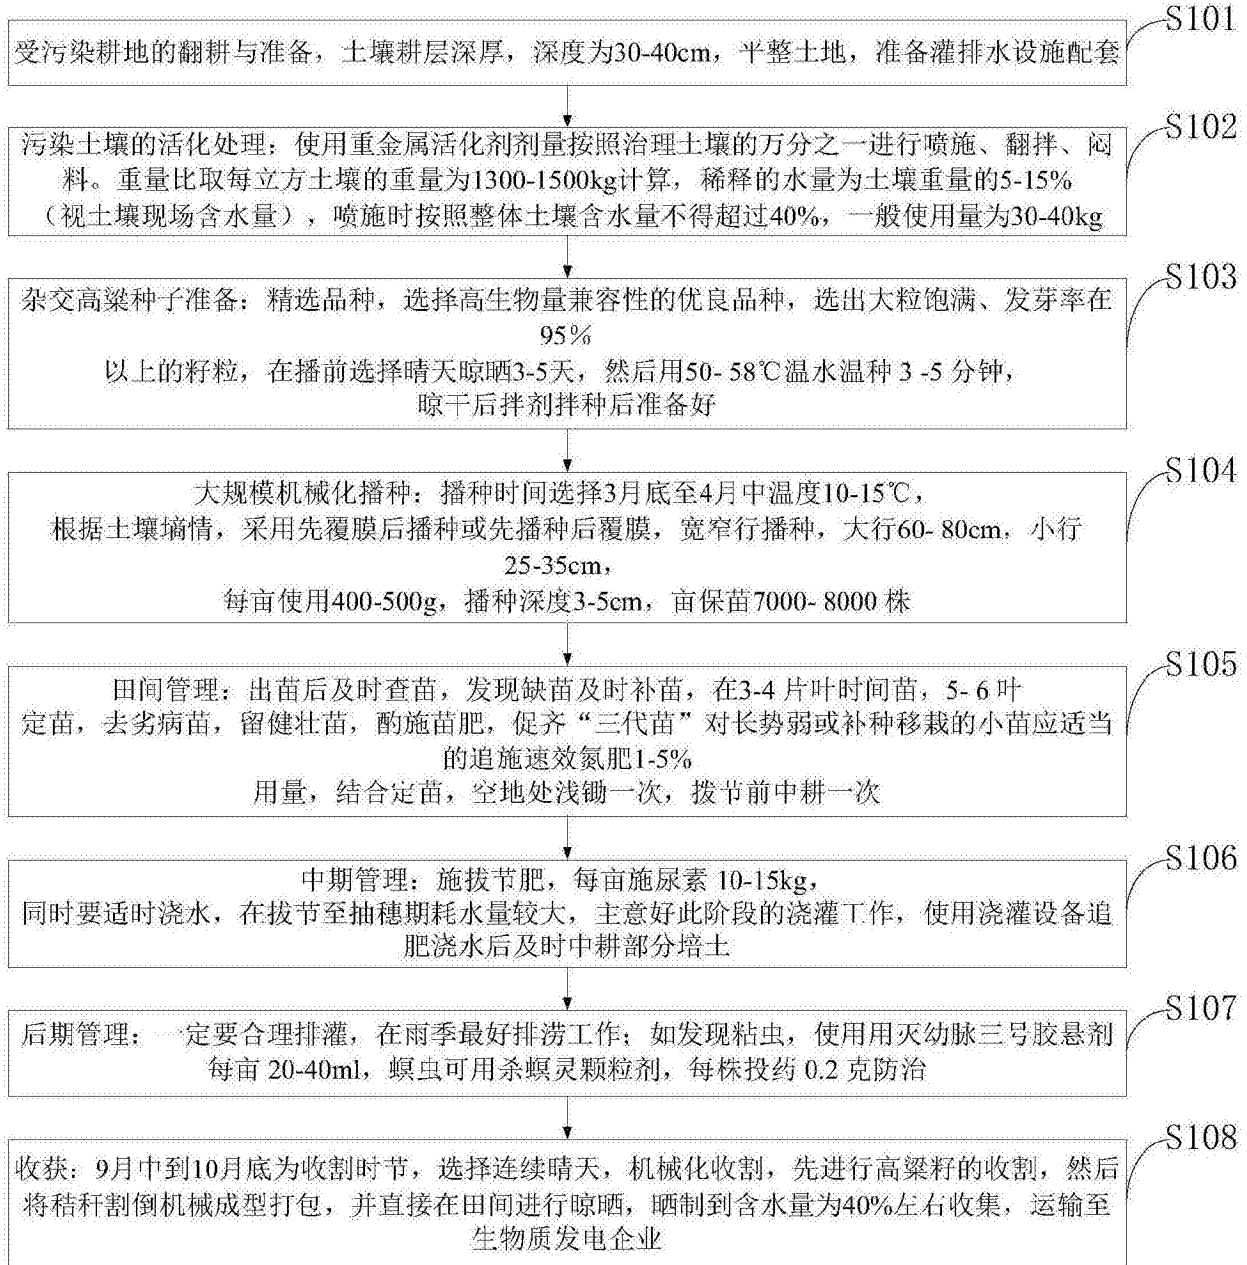 S101
受污染耕地的翻耕与准备，土壤耕层深厚，深度为30-40cm，平整土地，准备灌排水设施配套
S102
污染土壤的活化处理：使用重金属活化剂剂量按照治理土壤的万分之一进行喷施、翻拌、闷
料。重量比取每立方土壤的重量为1300-1500kg计算，稀释的水量为土壤重量的5-15%
（视土壤现场含水量），喷施时按照整体土壤含水量不得超过40%，一般使用量为30-40kg
S103
杂交高粱种子准备：精选品种，选择高生物量兼容性的优良品种，选出大粒饱满、发芽率在
95%
以上的籽粒，在播前选择晴天晾晒3-5天，然后用50- 58℃温水温种 3 -5 分钟，
晾干后拌剂拌种后准备好
S104
大规模机械化播种：播种时间选择3月底至4月中温度10-15℃，
根据土壤墒情，采用先覆膜后播种或先播种后覆膜，宽窄行播种，大行60- 80cm，小行
25-35cm，
每亩使用400-500g，播种深度3-5cm，亩保苗7000- 8000 株
S105
田间管理：出苗后及时查苗，发现缺苗及时补苗，在3-4 片叶时间苗，5- 6 叶
定苗，去劣病苗，留健壮苗，酌施苗肥，促齐“三代苗”对长势弱或补种移栽的小苗应适当
的追施速效氮肥1-5%
用量，结合定苗，空地处浅锄一次，拨节前中耕一次
S106
中期管理：施拔节肥，每亩施尿素 10-15kg，
同时要适时浇水，在拔节至抽穗期耗水量较大，主意好此阶段的浇灌工作，使用浇灌设备追
肥浇水后及时中耕部分培土
S107
后期管理：一定要合理排灌，在雨季最好排涝工作；如发现粘虫，使用用灭幼脉三号胶悬剂
每亩 20-40ml，螟虫可用杀螟灵颗粒剂，每株投药 0.2 克防治
S108
收获：9月中到10月底为收割时节，选择连续晴天，机械化收割，先进行高粱籽的收割，然后
将秸秆割倒机械成型打包，并直接在田间进行晾晒，晒制到含水量为40%左右收集，运输至
生物质发电企业